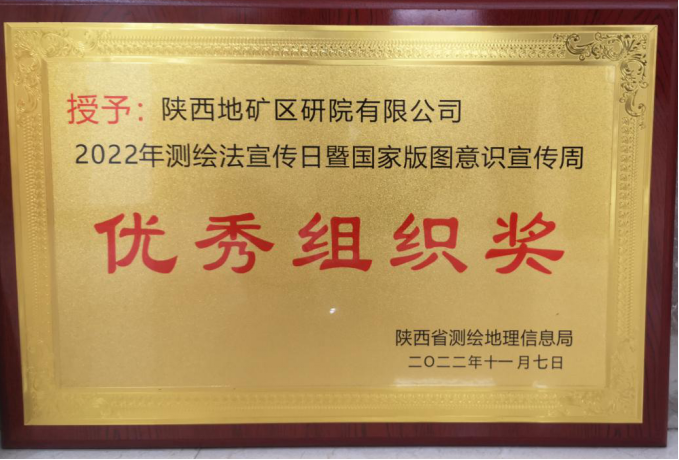 授予：陕西地矿区研院有限公司
2022年测绘法宣传日暨国家版图意识宣传周
优秀组织奖
陕西省测绘地理信息局
二〇二二年十一月七日